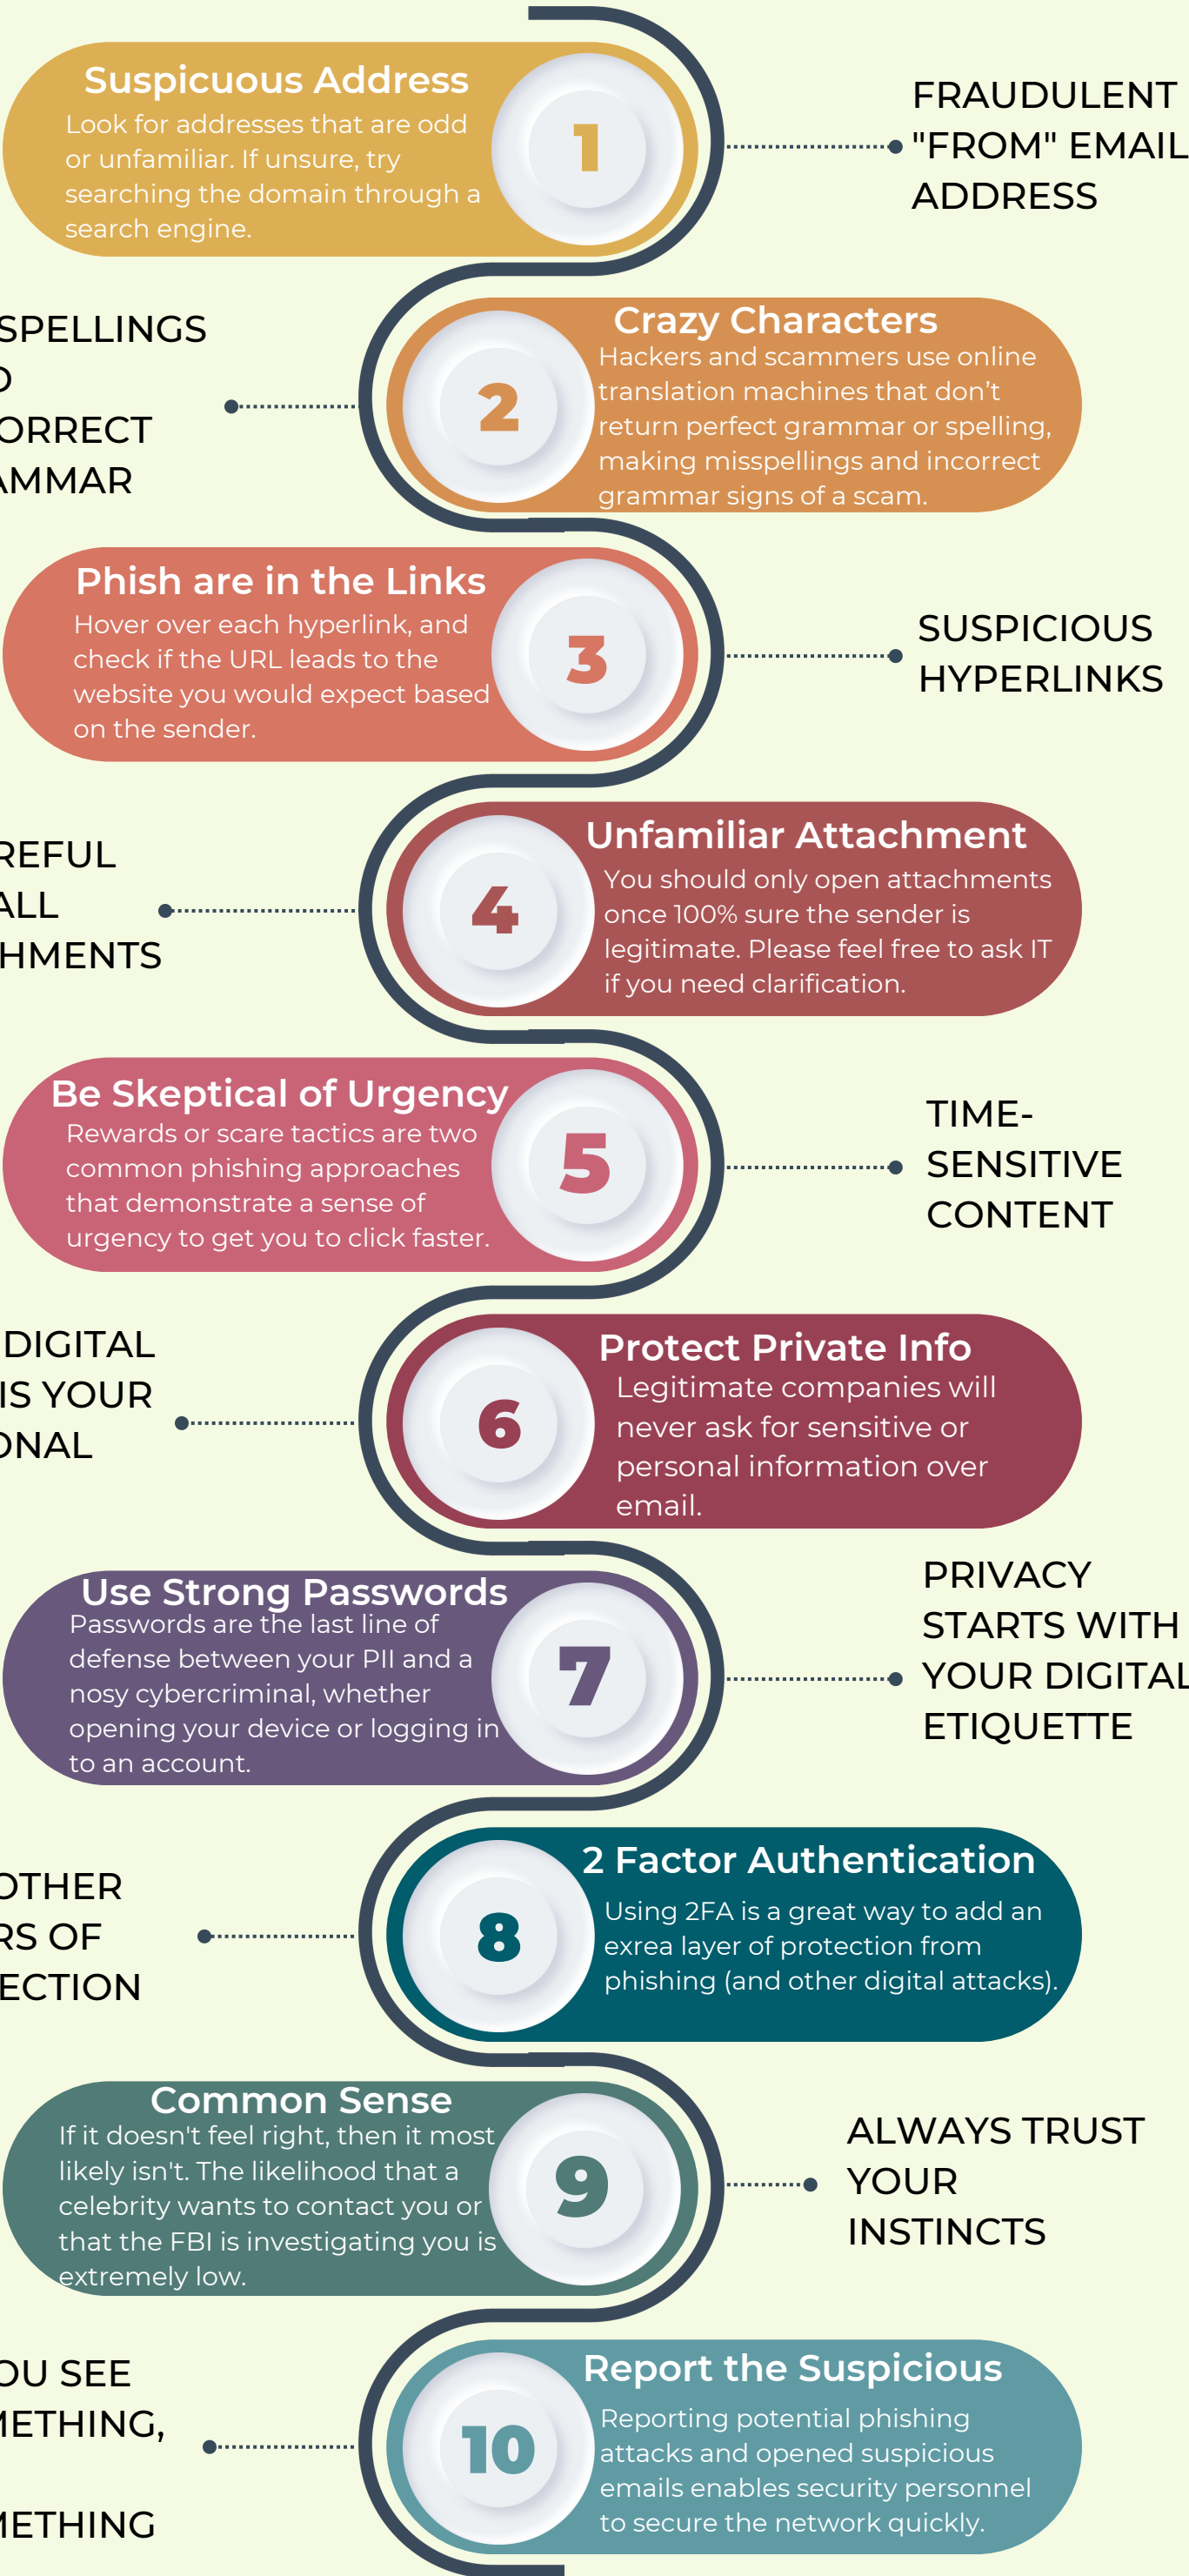 Suspicuous Address
Look for addresses that are odd
or unfamiliar. If unsure, try
searching the domain through a
search engine.
1
FRAUDULENT
"FROM" EMAIL
ADDRESS
SPELLINGS
ORRECT
AMMAR
2
Crazy Characters
Hackers and scammers use online
translation machines that don’t
return perfect grammar or spelling,
making misspellings and incorrect
grammar signs of a scam.
Phish are in the Links
Hover over each hyperlink, and
check if the URL leads to the
website you would expect based
on the sender.
3
SUSPICIOUS
HYPERLINKS
REFUL
ALL
HMENTS
4
Unfamiliar Attachment
You should only open attachments
once 100% sure the sender is
legitimate. Please feel free to ask IT
if you need clarification.
Be Skeptical of Urgency
Rewards or scare tactics are two
common phishing approaches
that demonstrate a sense of
urgency to get you to click faster.
5
TIME-
SENSITIVE
CONTENT
DIGITAL
IS YOUR
ONAL
6
Protect Private Info
Legitimate companies will
never ask for sensitive or
personal information over
email.
Use Strong Passwords
Passwords are the last line of
defense between your PII and a
nosy cybercriminal, whether
opening your device or logging in
to an account.
7
PRIVACY
STARTS WITH
YOUR DIGITAL
ETIQUETTE
OTHER
RS OF
ECTION
8
2 Factor Authentication
Using 2FA is a great way to add an
exrea layer of protection from
phishing (and other digital attacks).
Common Sense
If it doesn't feel right, then it most
likely isn't. The likelihood that a
celebrity wants to contact you or
that the FBI is investigating you is
extremely low.
9
ALWAYS TRUST
YOUR
INSTINCTS
OU SEE
METHING,
METHING
10
Report the Suspicious
Reporting potential phishing
attacks and opened suspicious
emails enables security personnel
to secure the network quickly.